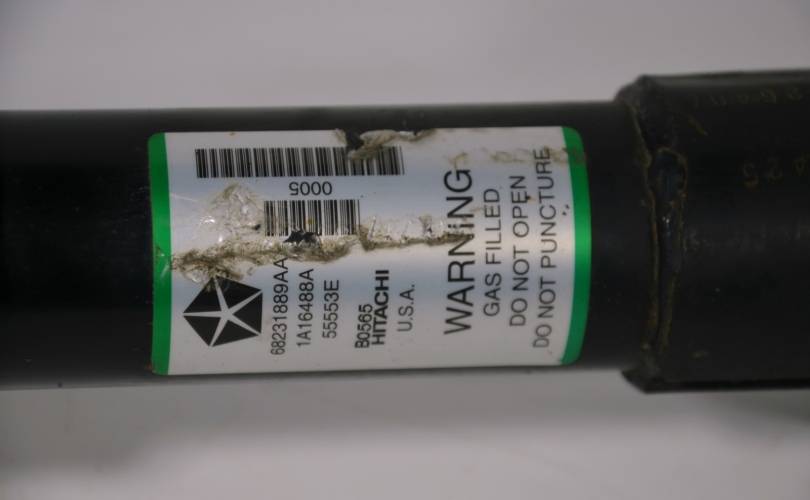 0005
68231889AA
1A16488A
55553E
B0565
HITACHI
U.S.A.
WARNING
GAS FILLED
DO NOT OPEN
DO NOT PUNCTURE